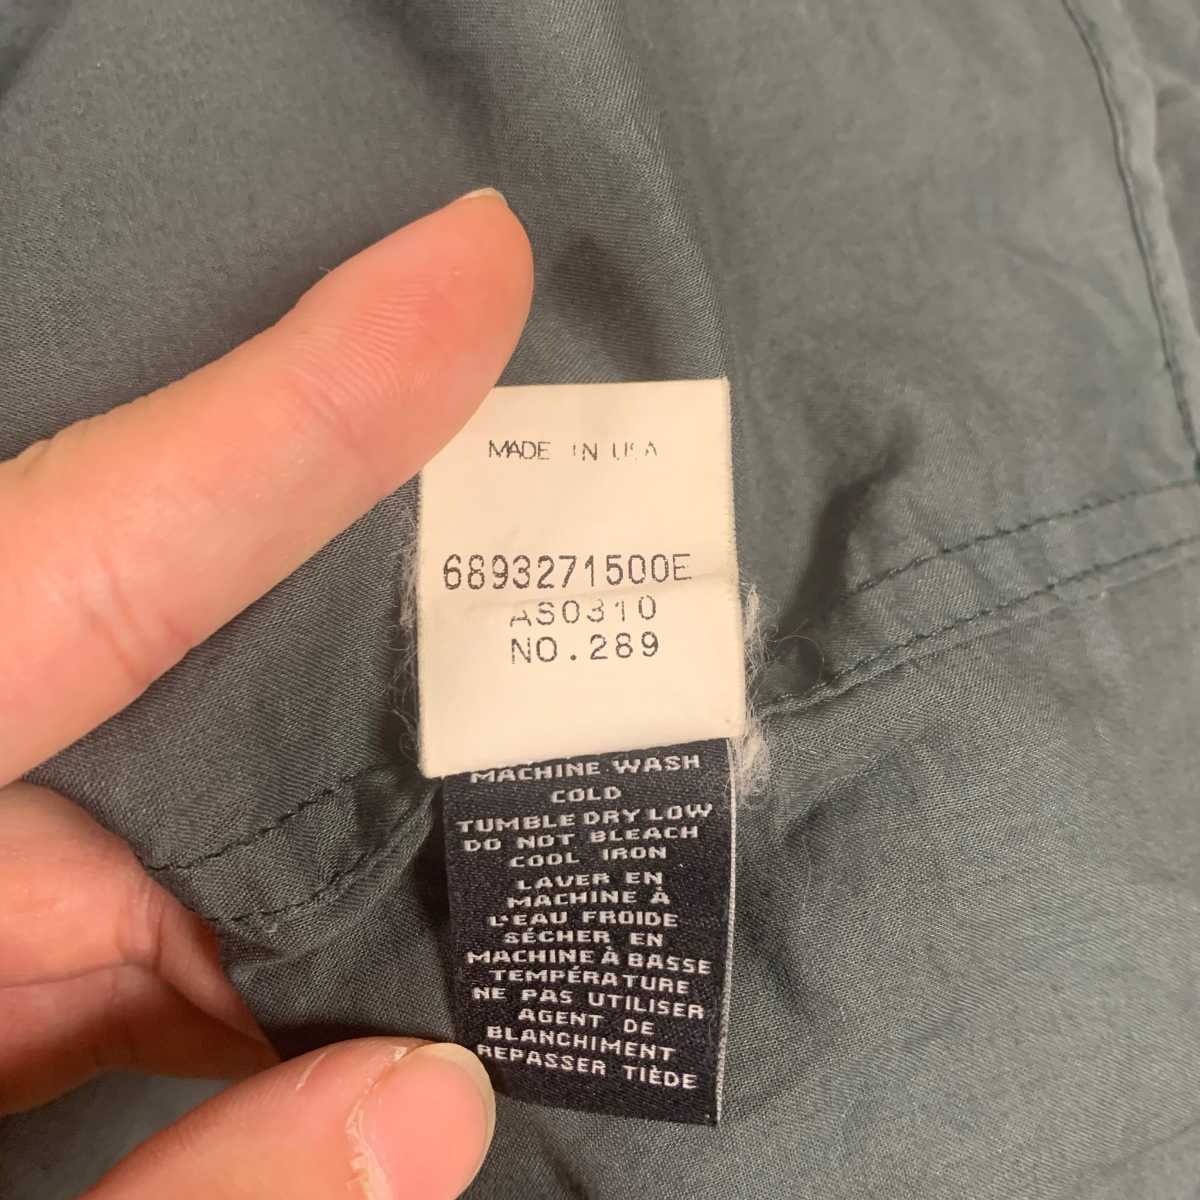 MADE IN USA
6893271500E
AS0310
NO.289
MACHINE WASH
COLD
TUMBLE DRY LOW
DO NOT BLEACH
COOL IRON
LAVER EN
MACHINE À
L'EAU FROIDE
SÉCHER EN
MACHINE À BASSE
TEMPÉRATURE
NE PAS UTILISER
AGENT DE
BLANCHIMENT
REPASSER TIÈDE